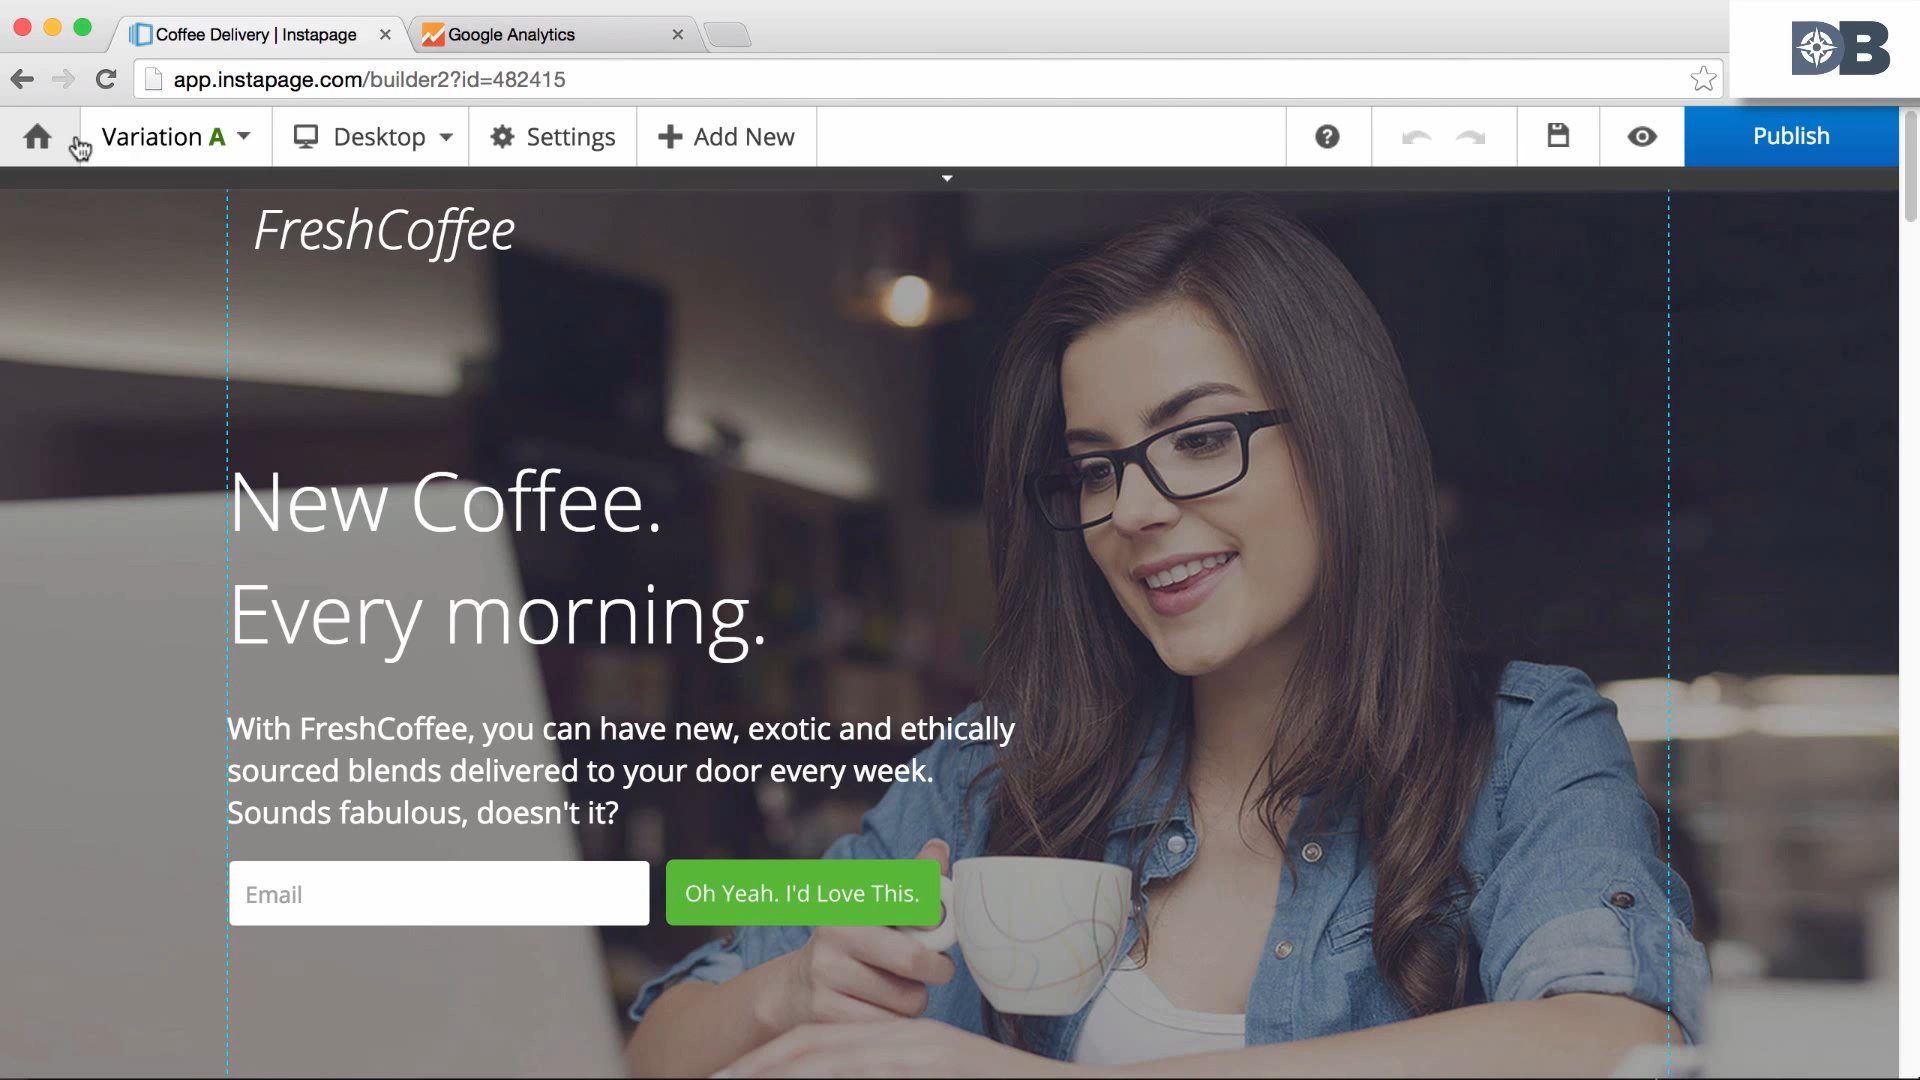 Coffee Delivery | Instapage
Google Analytics
DB
app.instapage.com/builder2?id=482415
Variation A
Desktop
Settings
Add New
?
Publish
FreshCoffee
New Coffee.
Every morning.
With FreshCoffee, you can have new, exotic and ethically
sourced blends delivered to your door every week.
Sounds fabulous, doesn't it?
Email
Oh Yeah. I'd Love This.